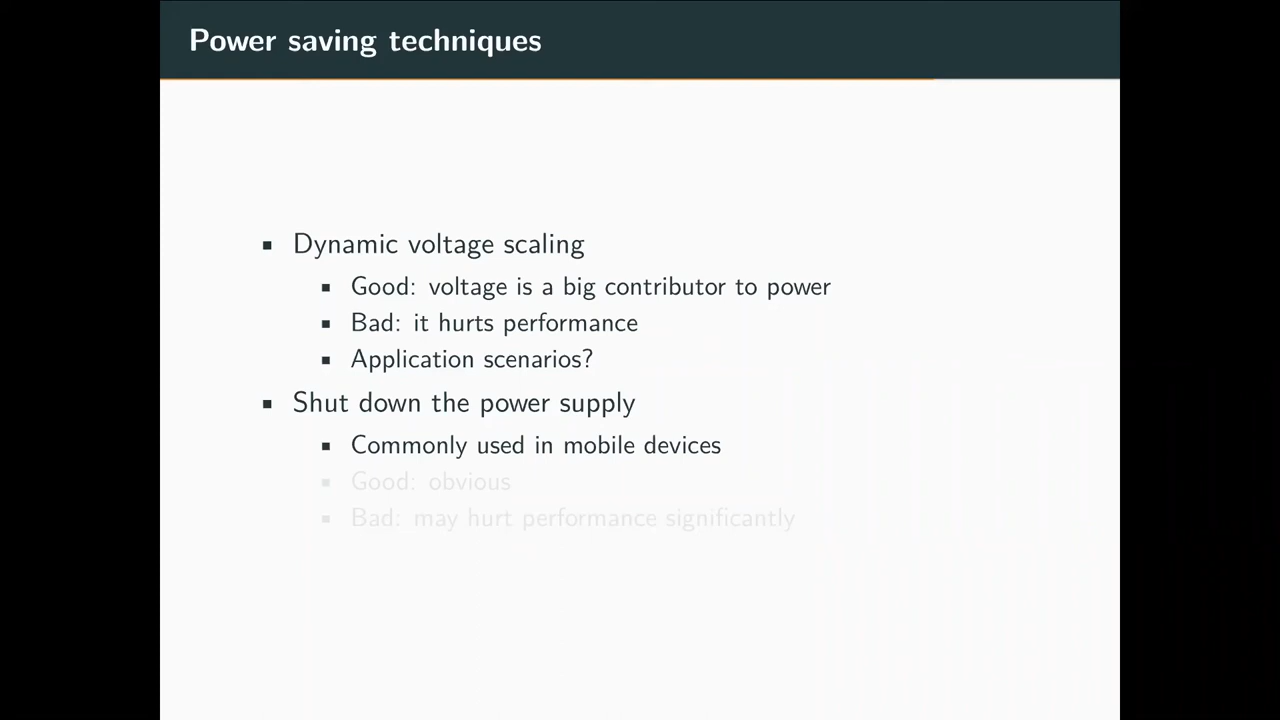 Power saving techniques
Dynamic voltage scaling
Good: voltage is a big contributor to power
Bad: it hurts performance
Application scenarios?
Shut down the power supply
Commonly used in mobile devices
Good: obvious
Bad: may hurt performance significantly